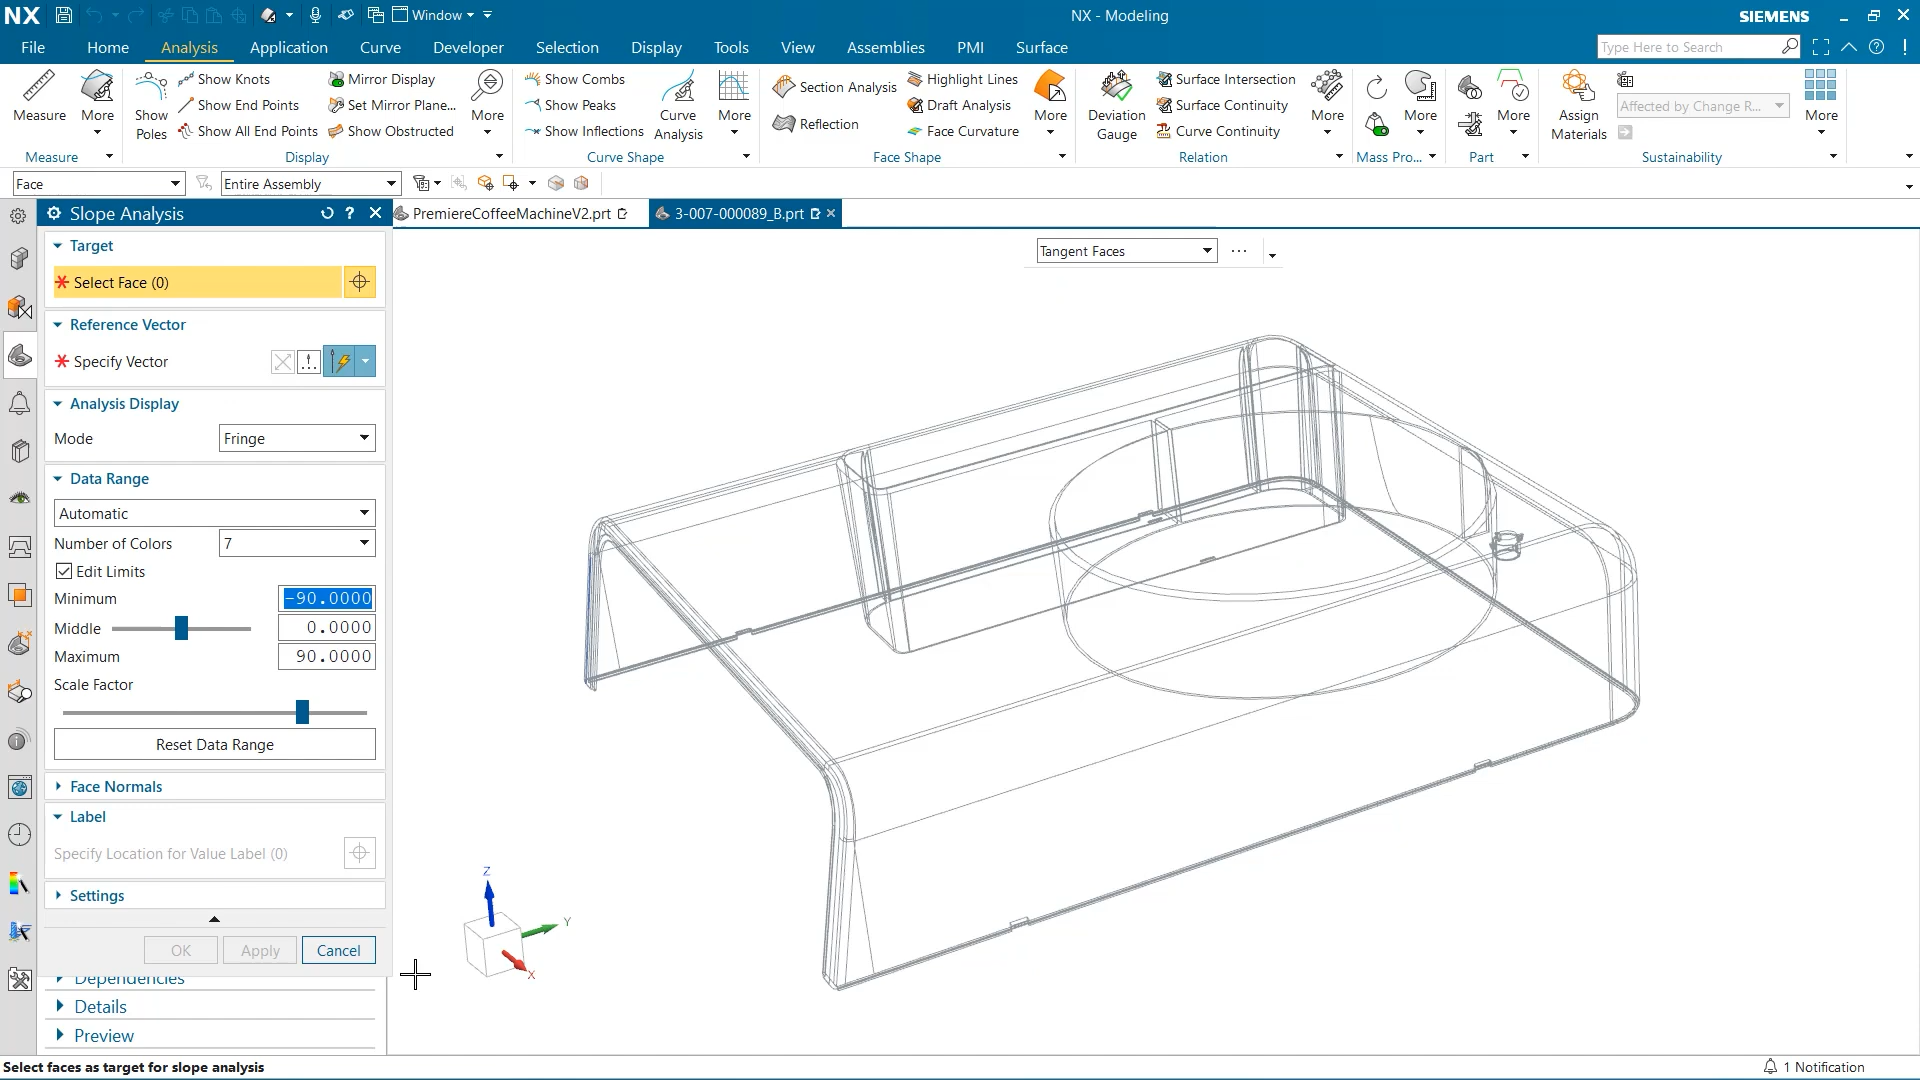 NX
Window
NX - Modeling
SIEMENS
File
Home
Analysis
Application
Curve
Developer
Selection
Display
Tools
View
Assemblies
PMI
Surface
Type Here to Search
Measure
More
Show Poles
Show Knots
Show End Points
Show All End Points
Mirror Display
Set Mirror Plane...
Show Obstructed
More
Show Combs
Show Peaks
Show Inflections
Curve Analysis
More
Section Analysis
Reflection
Highlight Lines
Draft Analysis
Face Curvature
More
Deviation Gauge
Surface Intersection
Surface Continuity
Curve Continuity
More
More
More
Assign Materials
Affected by Change R...
More
Measure
Display
Curve Shape
Face Shape
Relation
Mass Pro...
Part
Sustainability
Face
Entire Assembly
Slope Analysis
PremiereCoffeeMachineV2.prt
3-007-000089_B.prt
Tangent Faces
Target
* Select Face (0)
Reference Vector
* Specify Vector
Analysis Display
Mode Fringe
Data Range
Automatic
Number of Colors 7
Edit Limits
Minimum -90.0000
Middle 0.0000
Maximum 90.0000
Scale Factor
Reset Data Range
Face Normals
Label
Specify Location for Value Label (0)
Settings
OK Apply Cancel
Dependencies
Details
Preview
Z
Y
X
Select faces as target for slope analysis
1 Notification